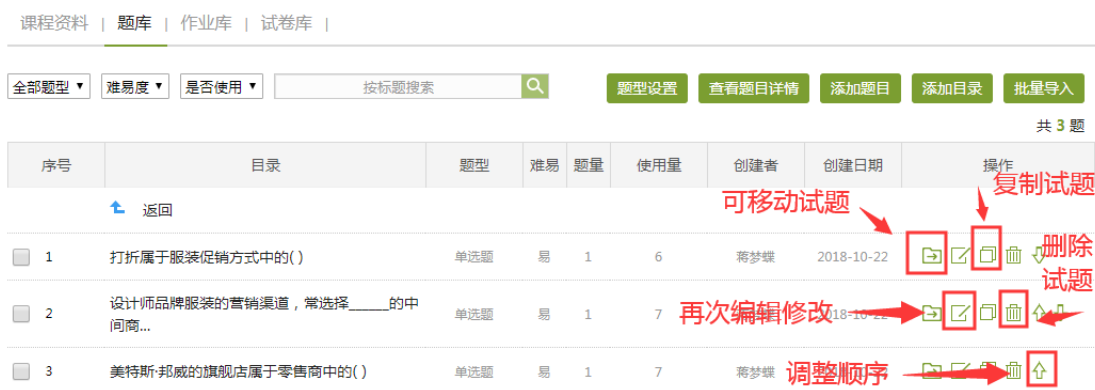 课程资料 | 题库 | 作业库 | 试卷库 |
全部题型 难易度 是否使用 按标题搜索 题型设置 查看题目详情 添加题目 添加目录 批量导入
共 3 题
序号 目录 题型 难易 题量 使用量 创建者 创建日期 操作
复制试题
可移动试题
返回
删除
1 打折属于服装促销方式中的( ) 单选题 易 1 6 蒋梦蝶 2018-10-22
试题
2 设计师品牌服装的营销渠道，常选择______的中 单选题 易 1 7
间商...
再次编辑修改
3 美特斯·邦威的旗舰店属于零售商中的( ) 单选题 易 1 7 蒋梦蝶
调整顺序